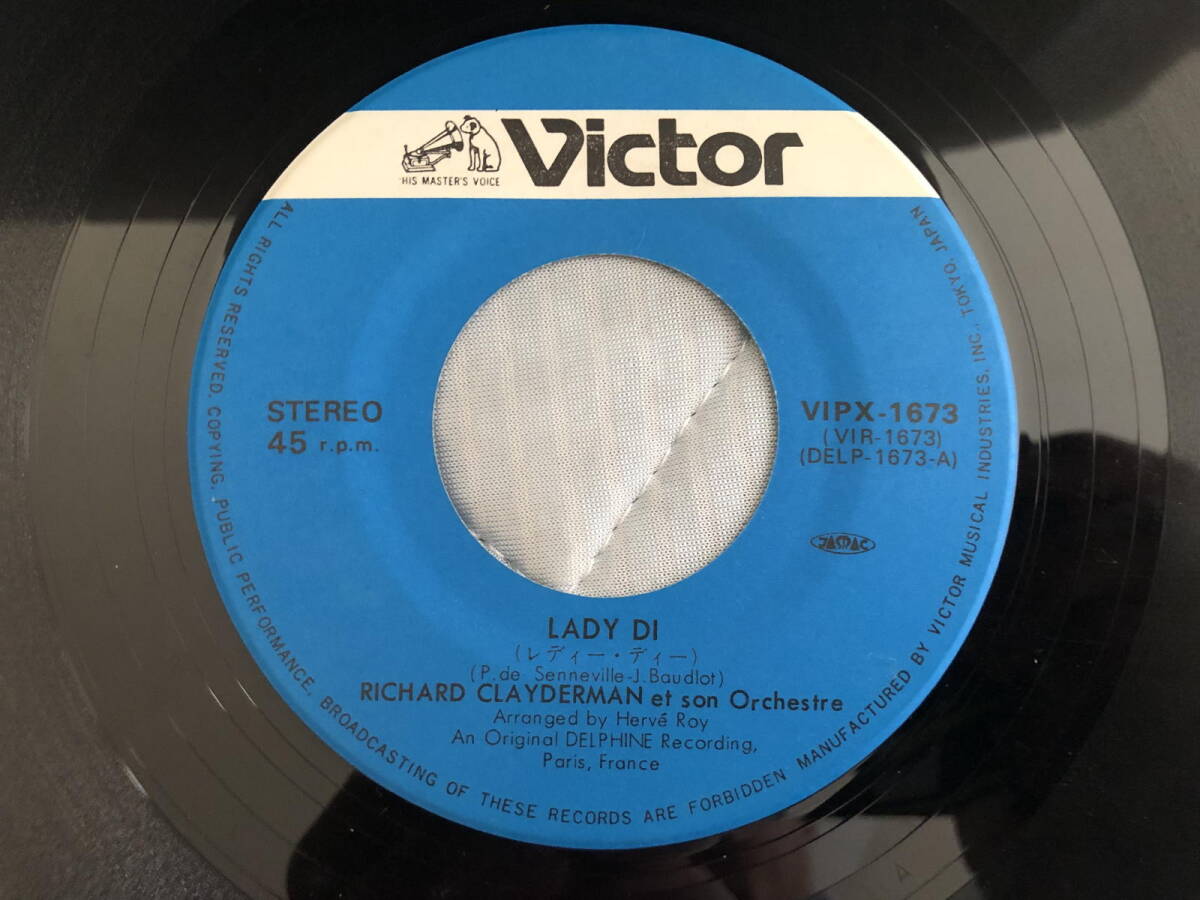 'HIS MASTER'S VOICE
Victor
STEREO
45 r.p.m.
VIPX-1673
(VIR-1673)
(DELP-1673-A)
JASRAC
LADY DI
(レディー・ディー)
(P. de Senneville-J. Baudlot)
RICHARD CLAYDERMAN et son Orchestre
Arranged by Hervé Roy
An Original DELPHINE Recording,
Paris, France
ALL RIGHTS RESERVED. COPYING. PUBLIC PERFORMANCE. BROADCASTING OF THESE RECORDS ARE FORBIDDEN MANUFACTURED BY VICTOR MUSICAL INDUSTRIES, INC., TOKYO, JAPAN